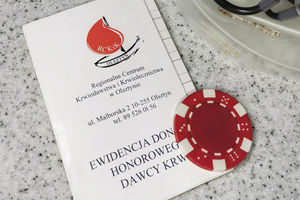 RCKiK
OLSZTYN
Regionalne Centrum
Krwiodawstwa i Krwiolecznictwa
w Olsztynie
ul. Malborska 2 10-255 Olsztyn
tel. 89 526 01 56
EWIDENCJA DON
HONOROWEG
DAWCY KRW